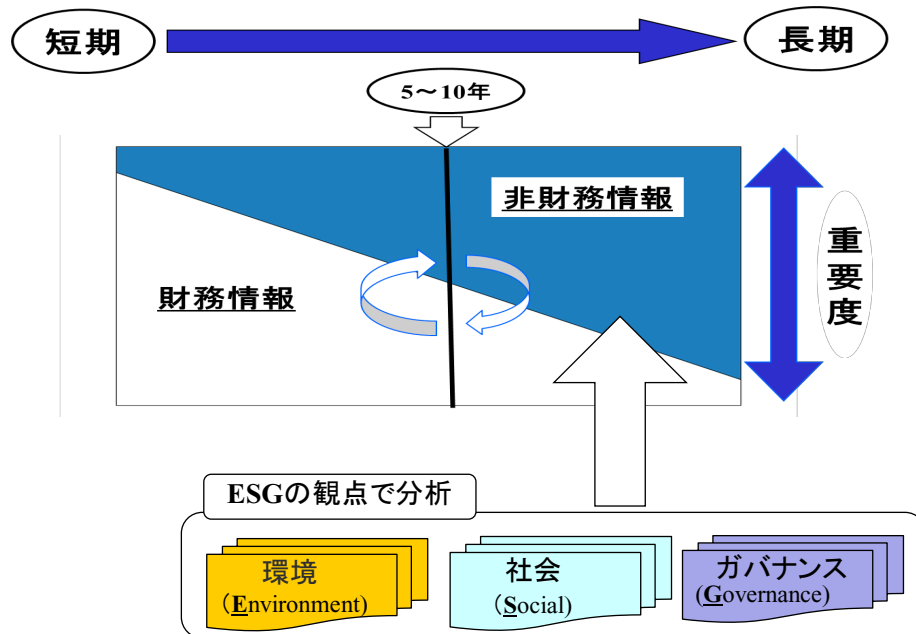 短期
長期
5～10年
非財務情報
財務情報
重要度
ESGの観点で分析
環境
（Environment)
社会
（Social)
ガバナンス
(Governance)